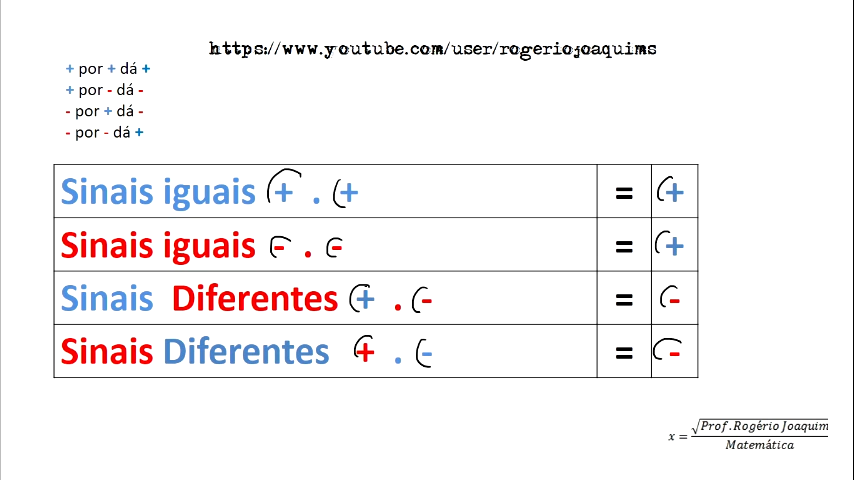 https://www.youtube.com/user/rogeriojoaquims
+ por + dá +
+ por - dá -
- por + dá -
- por - dá +
Sinais iguais + . + = +
Sinais iguais - . - = +
Sinais Diferentes + . - = -
Sinais Diferentes + . - = -
x = √Prof.Rogério Joaquim
Matemática